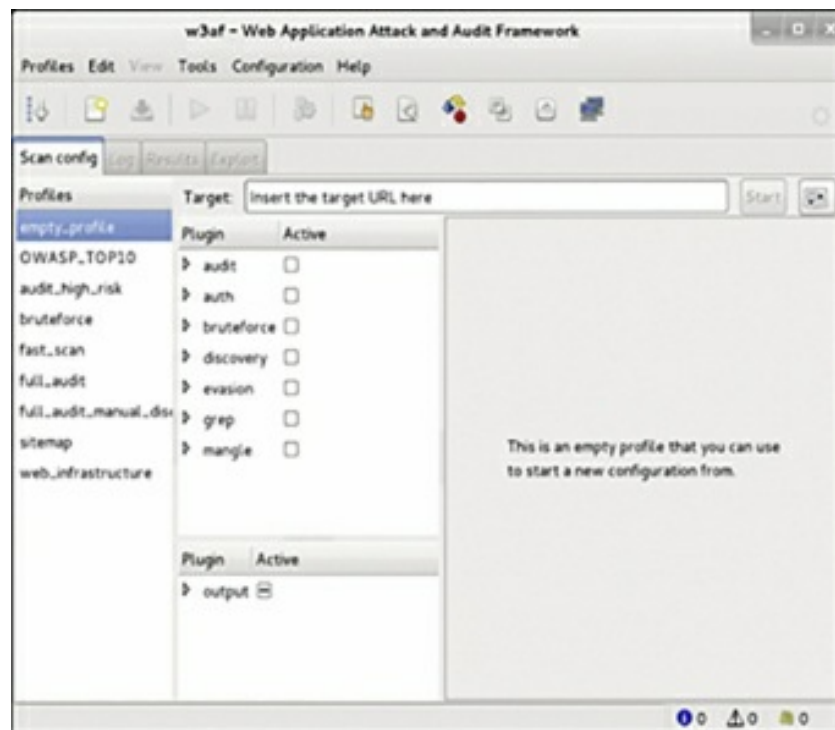 w3af - Web Application Attack and Audit Framework
Profiles Edit View Tools Configuration Help
Scan config Log Results Exploit
Profiles
empty_profile
OWASP_TOP10
audit_high_risk
bruteforce
fast_scan
full_audit
full_audit_manual_disc
sitemap
web_infrastructure
Target: Insert the target URL here Start
Plugin Active
audit
auth
bruteforce
discovery
evasion
grep
mangle
Plugin Active
output
This is an empty profile that you can use
to start a new configuration from.
0 0 0